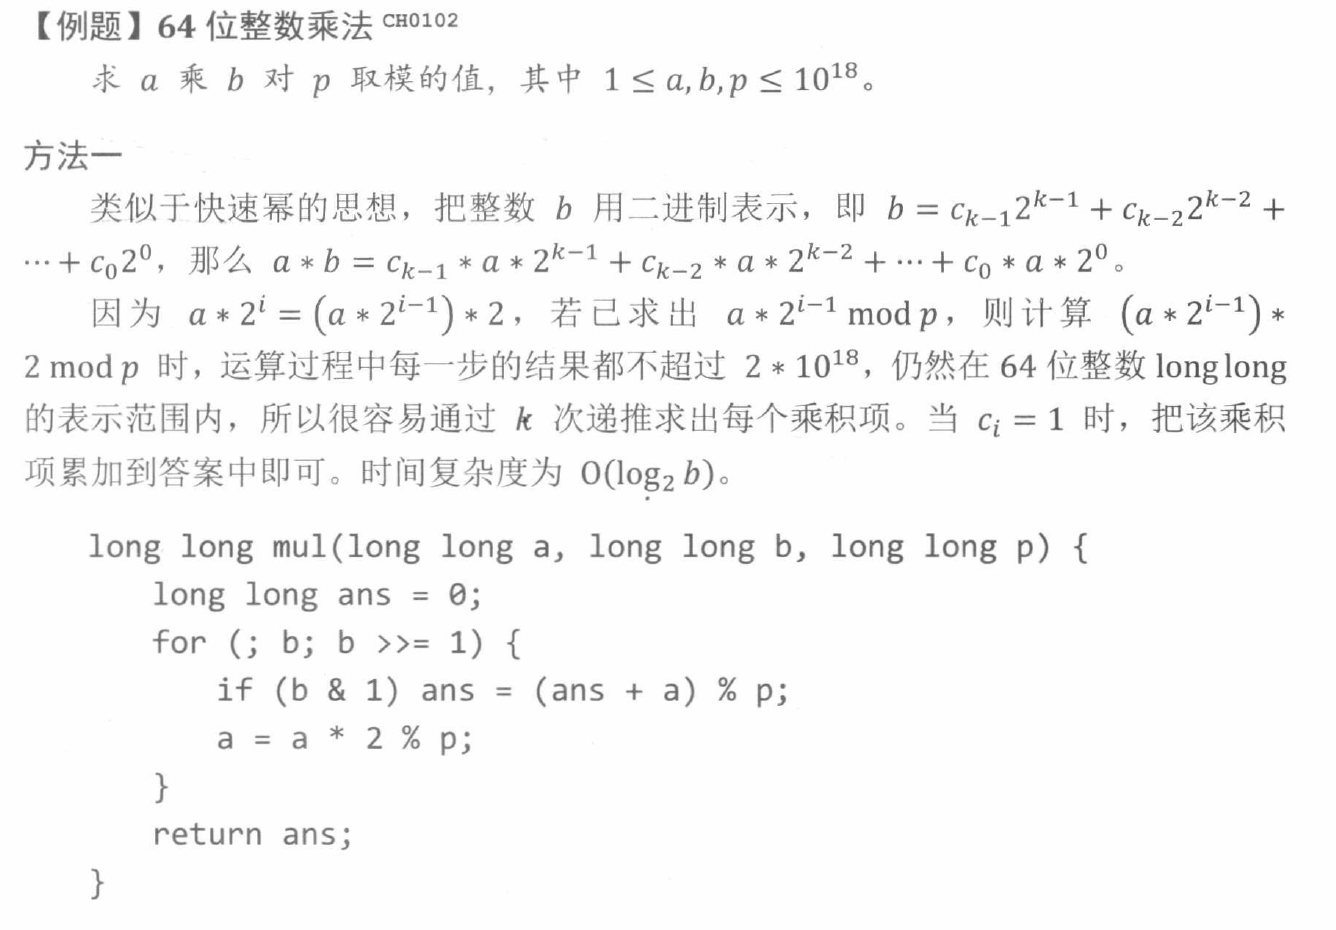 【例题】64 位整数乘法 CH0102
求 a 乘 b 对 p 取模的值，其中 1 ≤ a, b, p ≤ 10^18。
方法一
类似于快速幂的思想，把整数 b 用二进制表示，即 b = c_{k−1}2^{k−1} + c_{k−2}2^{k−2} +
⋯ + c_0 2^0，那么 a * b = c_{k−1} * a * 2^{k−1} + c_{k−2} * a * 2^{k−2} + ⋯ + c_0 * a * 2^0。
因为 a * 2^i = (a * 2^{i−1}) * 2，若已求出 a * 2^{i−1} mod p，则计算 (a * 2^{i−1}) *
2 mod p 时，运算过程中每一步的结果都不超过 2 * 10^18，仍然在 64 位整数 long long
的表示范围内，所以很容易通过 k 次递推求出每个乘积项。当 c_i = 1 时，把该乘积
项累加到答案中即可。时间复杂度为 O(log_2 b)。
long long mul(long long a, long long b, long long p) {
    long long ans = 0;
    for (; b; b >>= 1) {
        if (b & 1) ans = (ans + a) % p;
        a = a * 2 % p;
    }
    return ans;
}